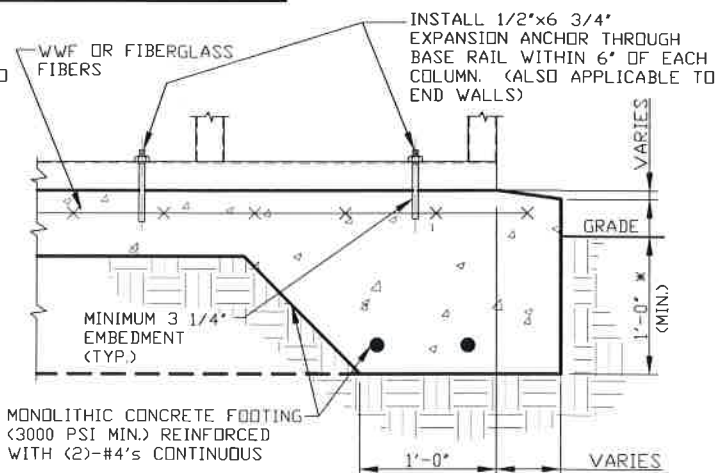 INSTALL 1/2"x6 3/4"
EXPANSION ANCHOR THROUGH
BASE RAIL WITHIN 6" OF EACH
COLUMN. (ALSO APPLICABLE TO
END WALLS)
WWF OR FIBERGLASS
FIBERS
VARIES
GRADE
1'-0" *
(MIN.)
MINIMUM 3 1/4"
EMBEDMENT
(TYP.)
MONOLITHIC CONCRETE FOOTING
(3000 PSI MIN.) REINFORCED
WITH (2)-#4's CONTINUOUS
1'-0"
VARIES